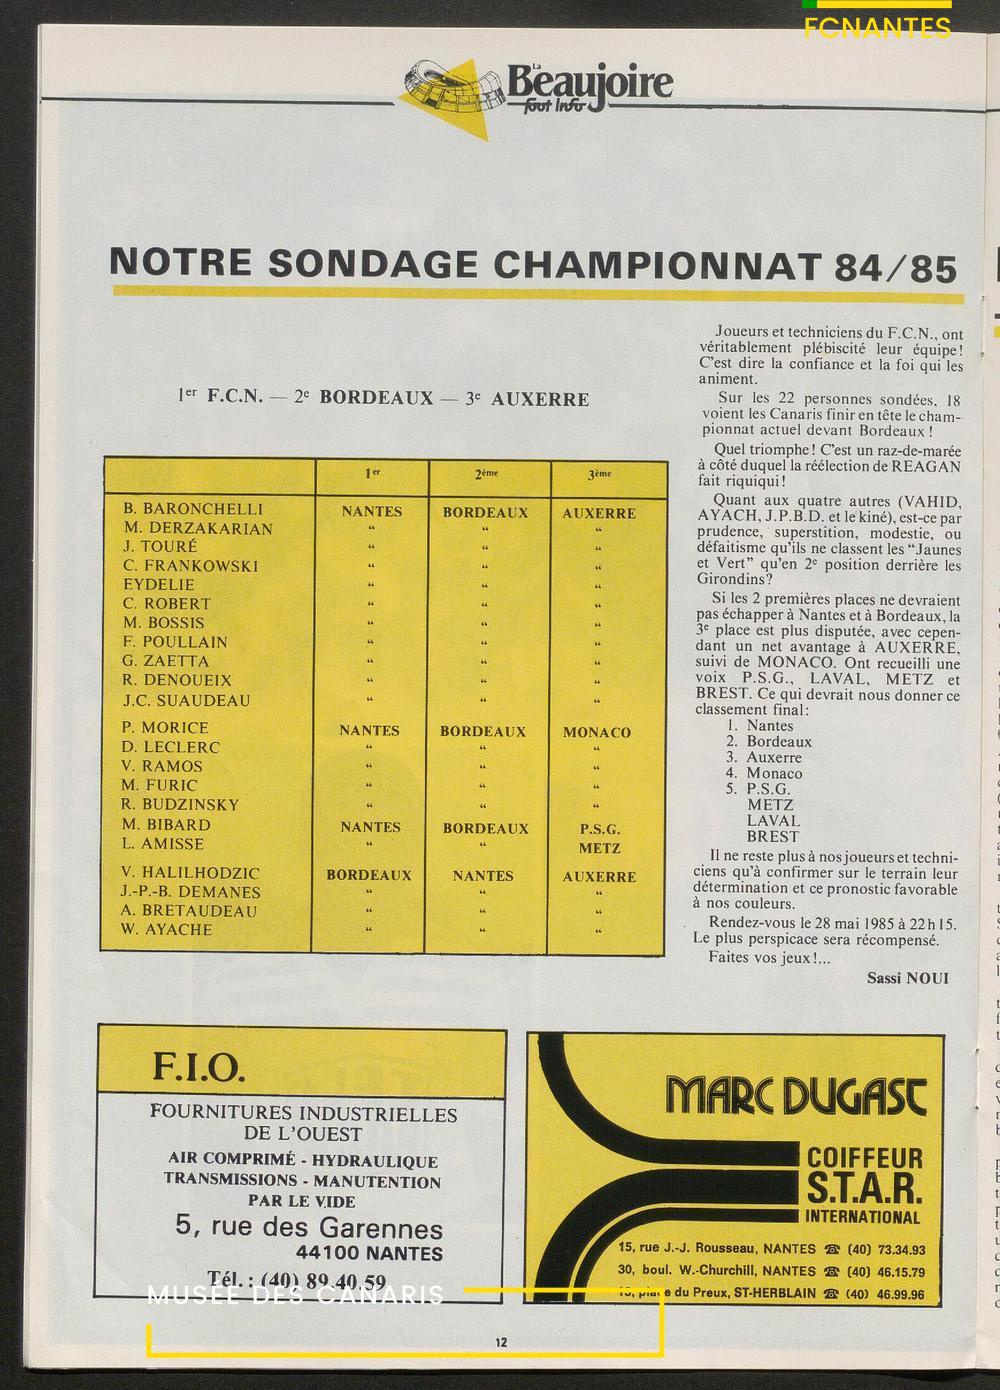 FCNANTES
La Beaujoire
foot Info
NOTRE SONDAGE CHAMPIONNAT 84/85
1er F.C.N. — 2e BORDEAUX — 3e AUXERRE
1er 2ème 3ème
B. BARONCHELLI NANTES BORDEAUX AUXERRE
M. DERZAKARIAN “ “ “
J. TOURÉ “ “ “
C. FRANKOWSKI “ “ “
EYDELIE “ “ “
C. ROBERT “ “ “
M. BOSSIS “ “ “
F. POULLAIN “ “ “
G. ZAETTA “ “ “
R. DENOUEIX “ “ “
J.C. SUAUDEAU “ “ “
P. MORICE NANTES BORDEAUX MONACO
D. LECLERC “ “ “
V. RAMOS “ “ “
M. FURIC “ “ “
R. BUDZINSKY “ “ “
M. BIBARD NANTES BORDEAUX P.S.G.
L. AMISSE “ “ METZ
V. HALILHODZIC BORDEAUX NANTES AUXERRE
J.-P.-B. DEMANES “ “ “
A. BRETAUDEAU “ “ “
W. AYACHE “ “ “
Joueurs et techniciens du F.C.N., ont
véritablement plébiscité leur équipe!
C'est dire la confiance et la foi qui les
animent.
Sur les 22 personnes sondées, 18
voient les Canaris finir en tête le cham-
pionnat actuel devant Bordeaux !
Quel triomphe! C'est un raz-de-marée
à côté duquel la réélection de REAGAN
fait riquiqui!
Quant aux quatre autres (VAHID,
AYACH, J.P.B.D. et le kiné), est-ce par
prudence, superstition, modestie, ou
défaitisme qu'ils ne classent les “Jaunes
et Vert” qu'en 2e position derrière les
Girondins?
Si les 2 premières places ne devraient
pas échapper à Nantes et à Bordeaux, la
3e place est plus disputée, avec cepen-
dant un net avantage à AUXERRE,
suivi de MONACO. Ont recueilli une
voix P.S.G., LAVAL, METZ et
BREST. Ce qui devrait nous donner ce
classement final:
1. Nantes
2. Bordeaux
3. Auxerre
4. Monaco
5. P.S.G.
METZ
LAVAL
BREST
Il ne reste plus à nos joueurs et techni-
ciens qu'à confirmer sur le terrain leur
détermination et ce pronostic favorable
à nos couleurs.
Rendez-vous le 28 mai 1985 à 22 h 15.
Le plus perspicace sera récompensé.
Faites vos jeux !...
Sassi NOUI
F.I.O.
FOURNITURES INDUSTRIELLES
DE L'OUEST
AIR COMPRIMÉ - HYDRAULIQUE
TRANSMISSIONS - MANUTENTION
PAR LE VIDE
5, rue des Garennes
44100 NANTES
Tél. : (40) 89.40.59
MARC DUGAST
COIFFEUR
S.T.A.R.
INTERNATIONAL
15, rue J.-J. Rousseau, NANTES ☎ (40) 73.34.93
30, boul. W.-Churchill, NANTES ☎ (40) 46.15.79
place du Preux, ST-HERBLAIN ☎ (40) 46.99.96
MUSÉE DES CANARIS
12